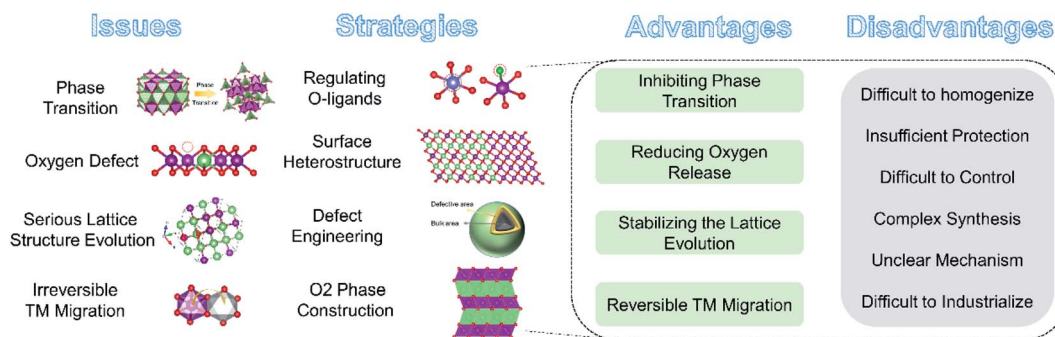 Issues
Strategies
Advantages
Disadvantages
Phase
Transition
Phase
Transition
Oxygen Defect
Serious Lattice
Structure Evolution
Irreversible
TM Migration
Regulating
O-ligands
Surface
Heterostructure
Defect
Engineering
Defective area
Bulk area
O2 Phase
Construction
Inhibiting Phase
Transition
Reducing Oxygen
Release
Stabilizing the Lattice
Evolution
Reversible TM Migration
Difficult to homogenize
Insufficient Protection
Difficult to Control
Complex Synthesis
Unclear Mechanism
Difficult to Industrialize